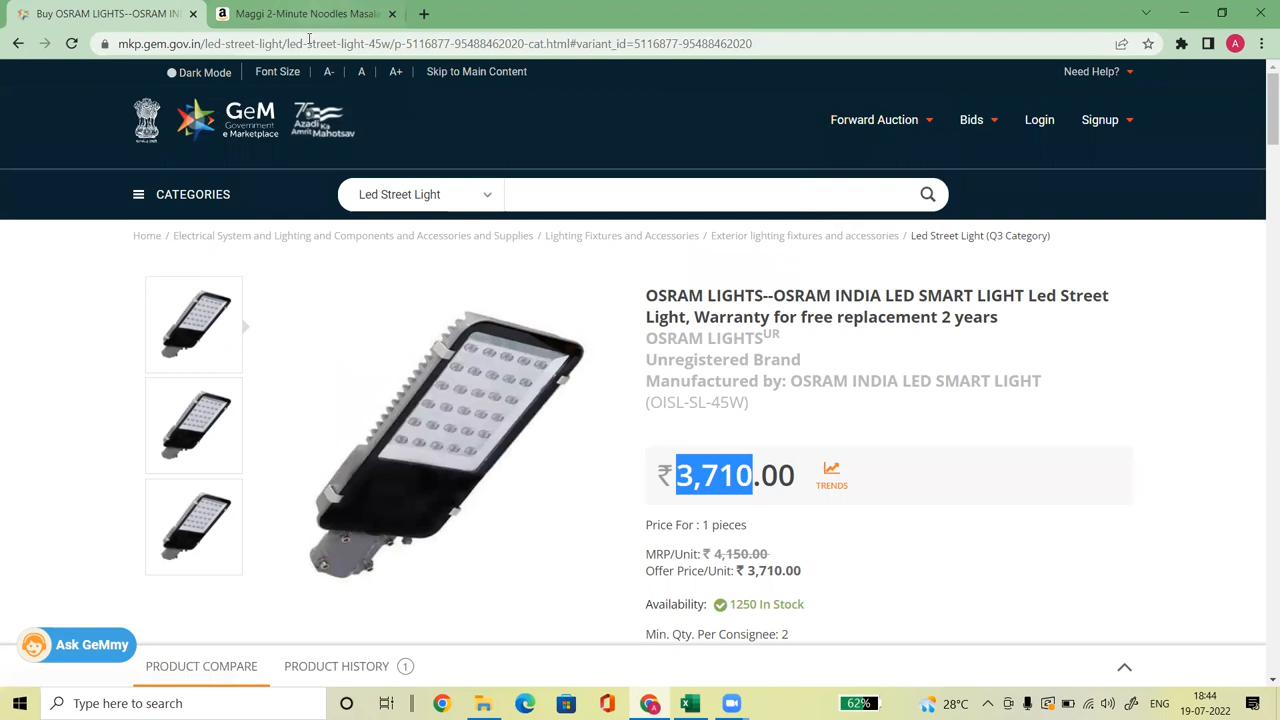 Buy OSRAM LIGHTS--OSRAM IN
Maggi 2-Minute Noodles Masala
mkp.gem.gov.in/led-street-light/led-street-light-45w/p-5116877-95488462020-cat.html#variant_id=5116877-95488462020
A
Dark Mode
Font Size
A-
A
A+
Skip to Main Content
Need Help?
GeM
Government
e Marketplace
Azadi Ka
Amrit Mahotsav
Forward Auction
Bids
Login
Signup
CATEGORIES
Led Street Light
Home / Electrical System and Lighting and Components and Accessories and Supplies / Lighting Fixtures and Accessories / Exterior lighting fixtures and accessories / Led Street Light (Q3 Category)
OSRAM LIGHTS--OSRAM INDIA LED SMART LIGHT Led Street
Light, Warranty for free replacement 2 years
OSRAM LIGHTSUR
Unregistered Brand
Manufactured by: OSRAM INDIA LED SMART LIGHT
(OISL-SL-45W)
₹ 3,710.00
TRENDS
Price For : 1 pieces
MRP/Unit: ₹ 4,150.00
Offer Price/Unit: ₹ 3,710.00
Availability: 1250 In Stock
Min. Qty. Per Consignee: 2
Ask GeMmy
PRODUCT COMPARE
PRODUCT HISTORY 1
Type here to search
62%
28°C
ENG
18:44
19-07-2022